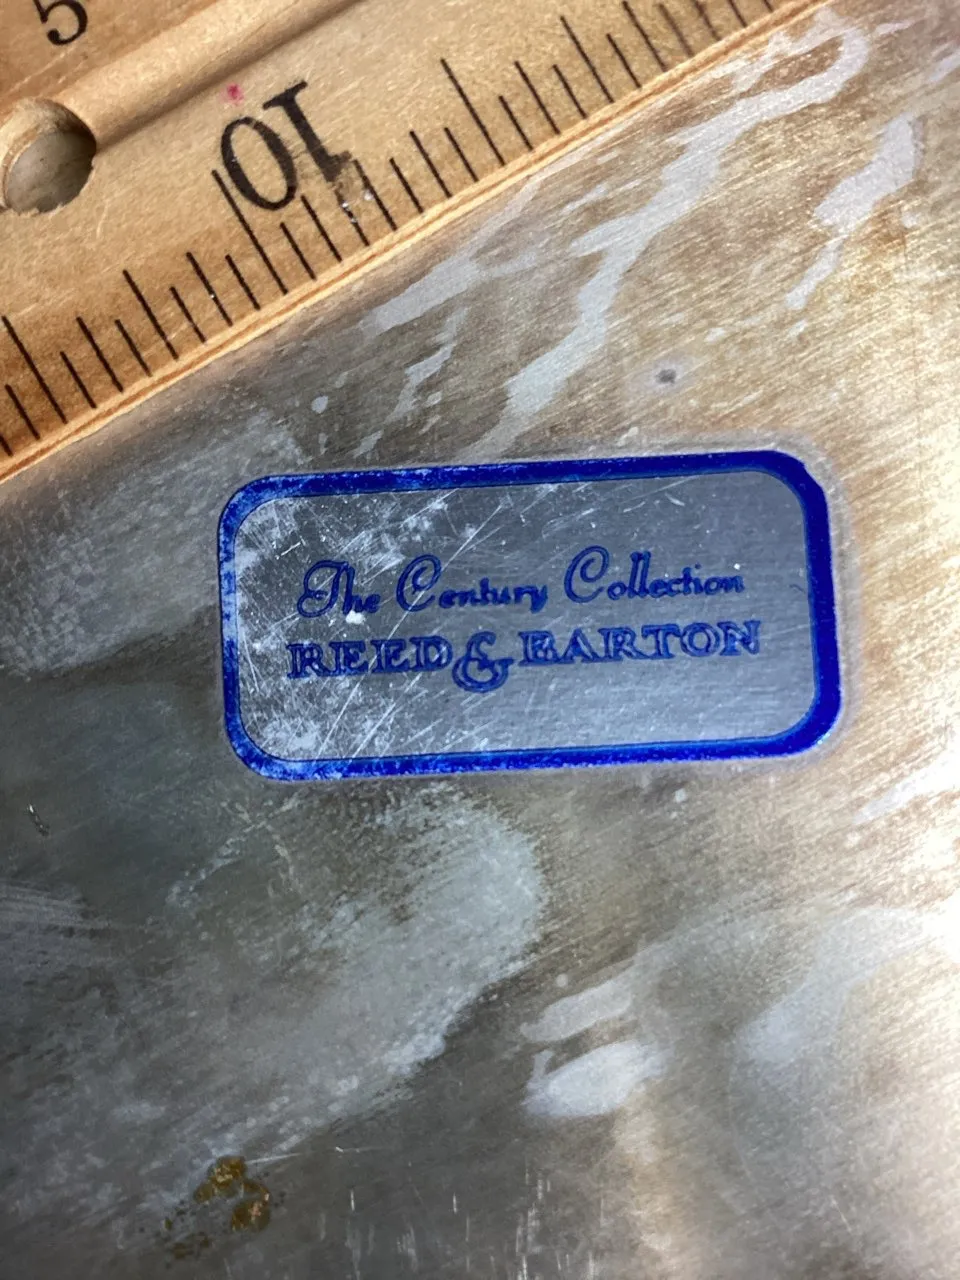 5
10
The Century Collection
REED & BARTON